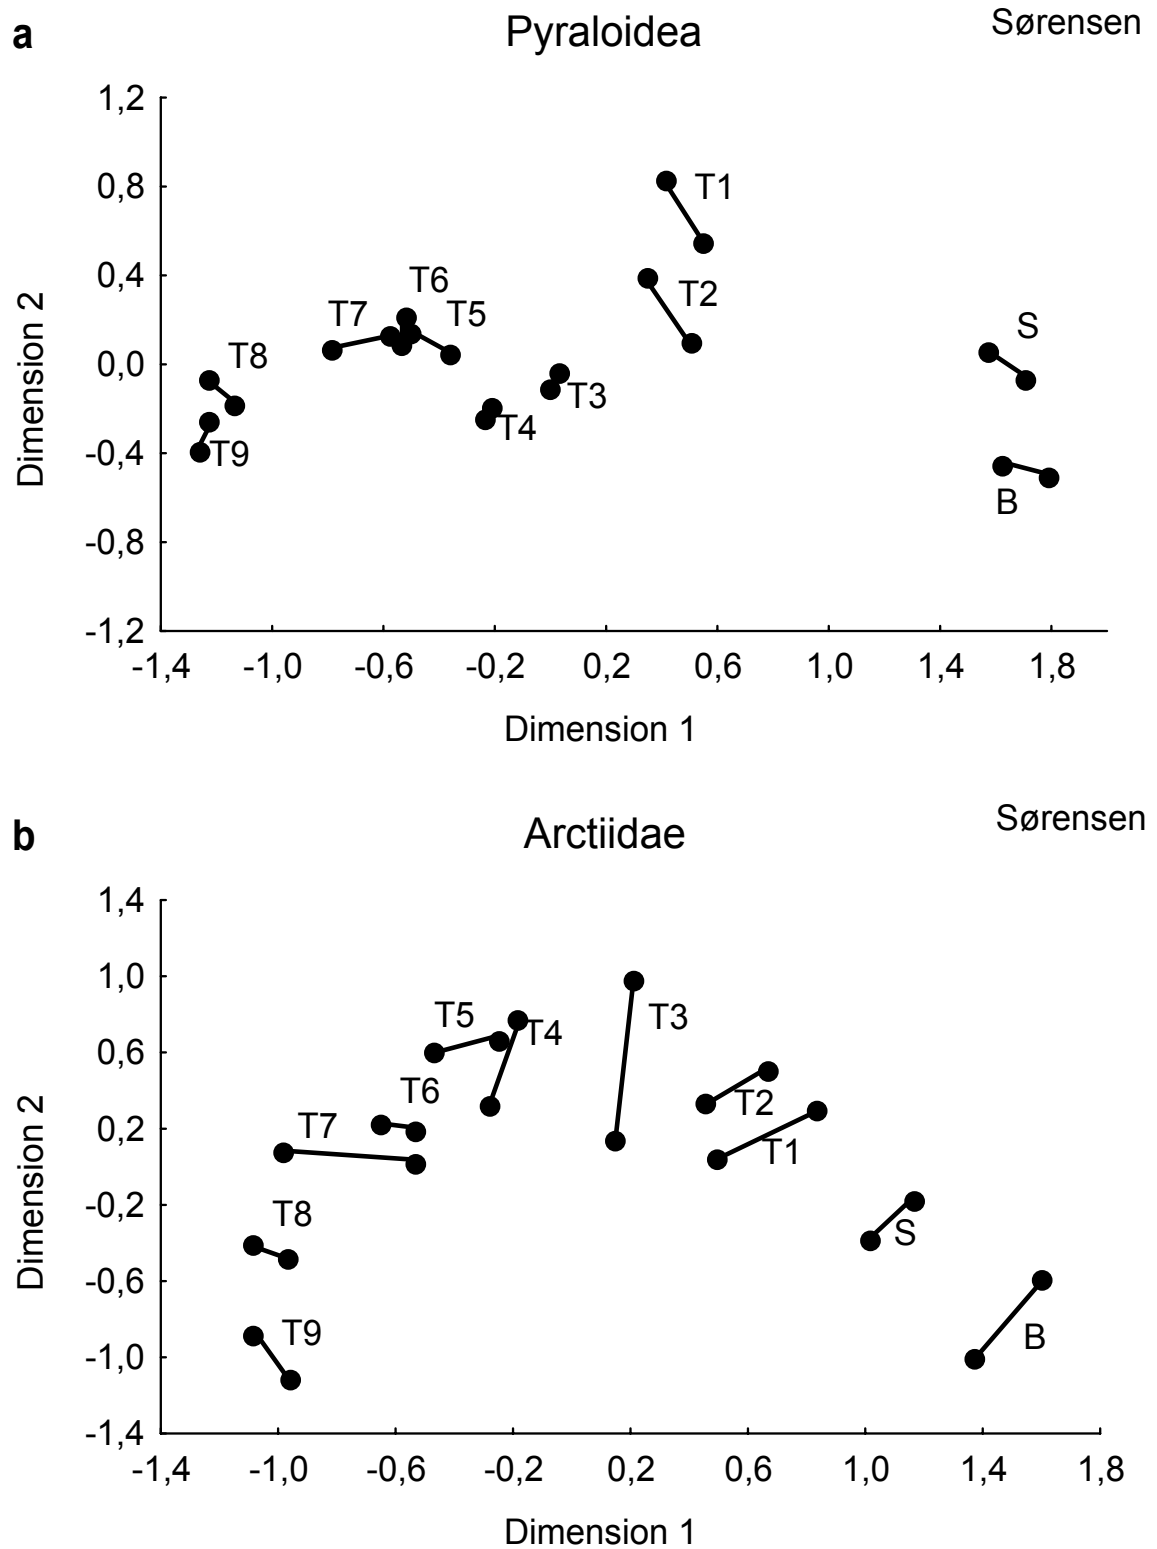 a Pyraloidea Sørensen
1,2
0,8
0,4
0,0
-0,4
-0,8
-1,2
Dimension 2
T1
T2
T6
T7 T5
T8
T9
T4
T3
S
B
-1,4 -1,0 -0,6 -0,2 0,2 0,6 1,0 1,4 1,8
Dimension 1
b Arctiidae Sørensen
1,4
1,0
0,6
0,2
-0,2
-0,6
-1,0
-1,4
Dimension 2
T5
T4
T3
T6
T2
T7
T1
T8
S
T9
B
-1,4 -1,0 -0,6 -0,2 0,2 0,6 1,0 1,4 1,8
Dimension 1